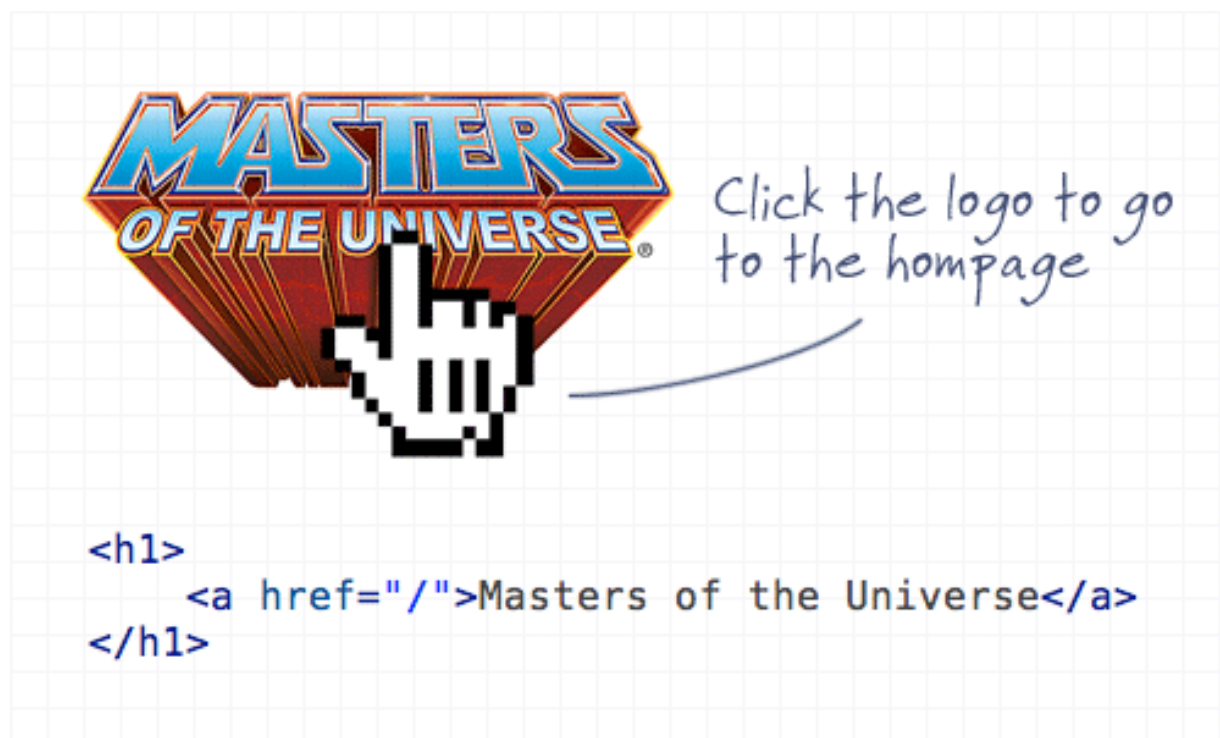 MASTERS
OF THE UNIVERSE®
Click the logo to go
to the hompage
<h1>
<a href="/">Masters of the Universe</a>
</h1>